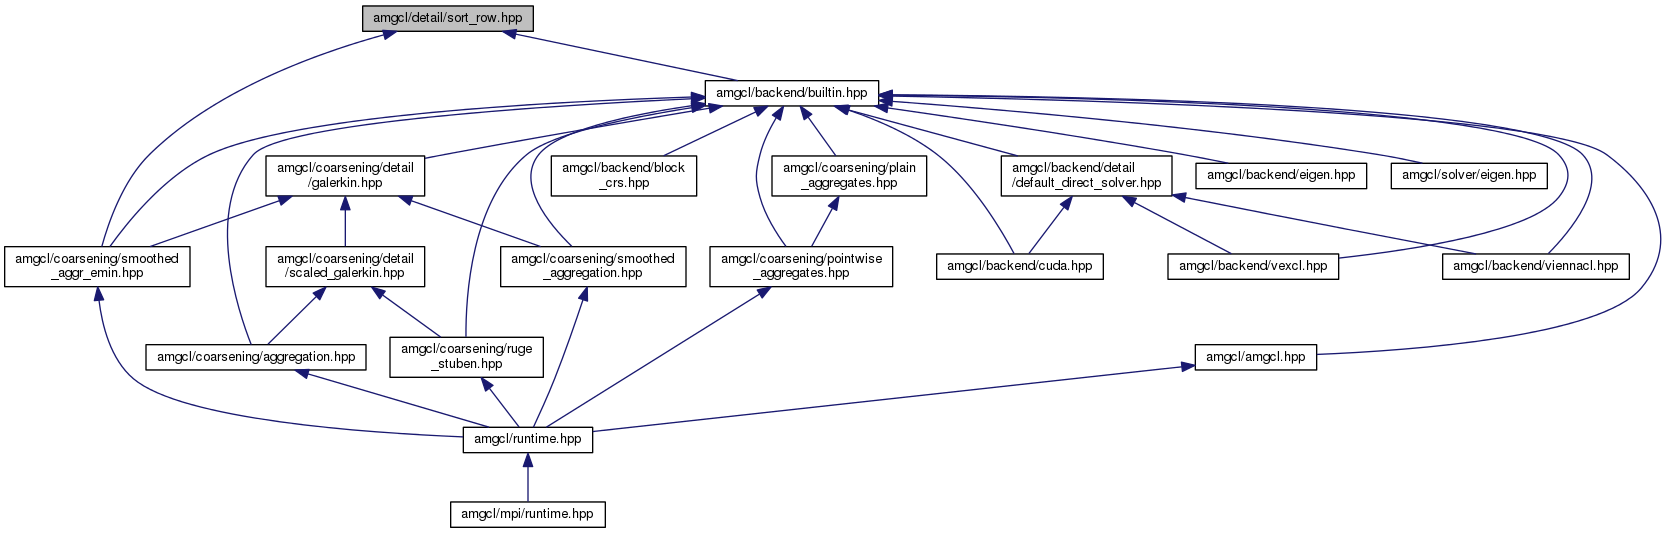 amgcl/detail/sort_row.hpp
amgcl/backend/builtin.hpp
amgcl/coarsening/detail
/galerkin.hpp
amgcl/backend/block
_crs.hpp
amgcl/coarsening/plain
_aggregates.hpp
amgcl/backend/detail
/default_direct_solver.hpp
amgcl/backend/eigen.hpp
amgcl/solver/eigen.hpp
amgcl/coarsening/smoothed
_aggr_emin.hpp
amgcl/coarsening/detail
/scaled_galerkin.hpp
amgcl/coarsening/smoothed
_aggregation.hpp
amgcl/coarsening/pointwise
_aggregates.hpp
amgcl/backend/cuda.hpp
amgcl/backend/vexcl.hpp
amgcl/backend/viennacl.hpp
amgcl/coarsening/aggregation.hpp
amgcl/coarsening/ruge
_stuben.hpp
amgcl/amgcl.hpp
amgcl/runtime.hpp
amgcl/mpi/runtime.hpp